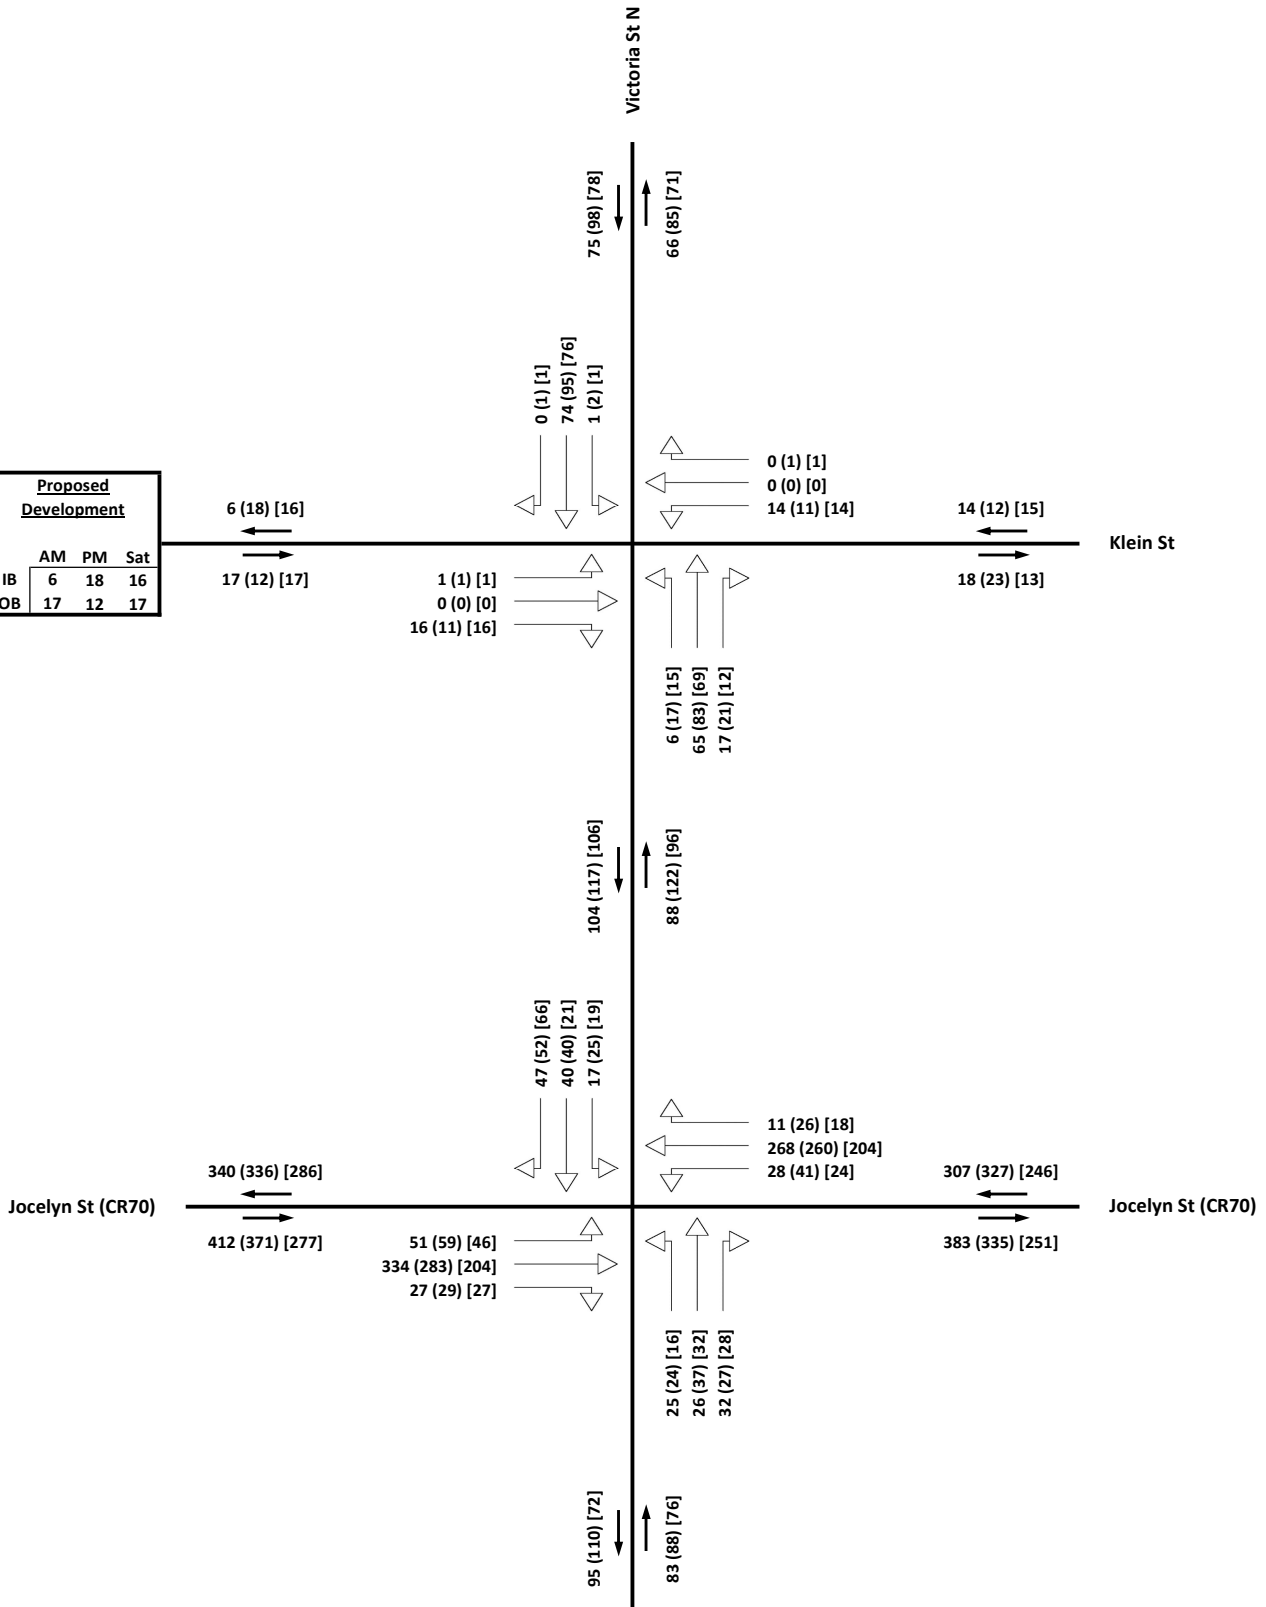 Victoria St N
75 (98) [78]
66 (85) [71]
0 (1) [1]
74 (95) [76]
1 (2) [1]
0 (1) [1]
0 (0) [0]
14 (11) [14]
Proposed
Development
AM PM Sat
IB 6 18 16
OB 17 12 17
6 (18) [16]
17 (12) [17]
14 (12) [15]
18 (23) [13]
Klein St
1 (1) [1]
0 (0) [0]
16 (11) [16]
6 (17) [15]
65 (83) [69]
17 (21) [12]
104 (117) [106]
88 (122) [96]
47 (52) [66]
40 (40) [21]
17 (25) [19]
11 (26) [18]
268 (260) [204]
28 (41) [24]
340 (336) [286]
307 (327) [246]
Jocelyn St (CR70)
Jocelyn St (CR70)
412 (371) [277]
383 (335) [251]
51 (59) [46]
334 (283) [204]
27 (29) [27]
25 (24) [16]
26 (37) [32]
32 (27) [28]
95 (110) [72]
83 (88) [76]